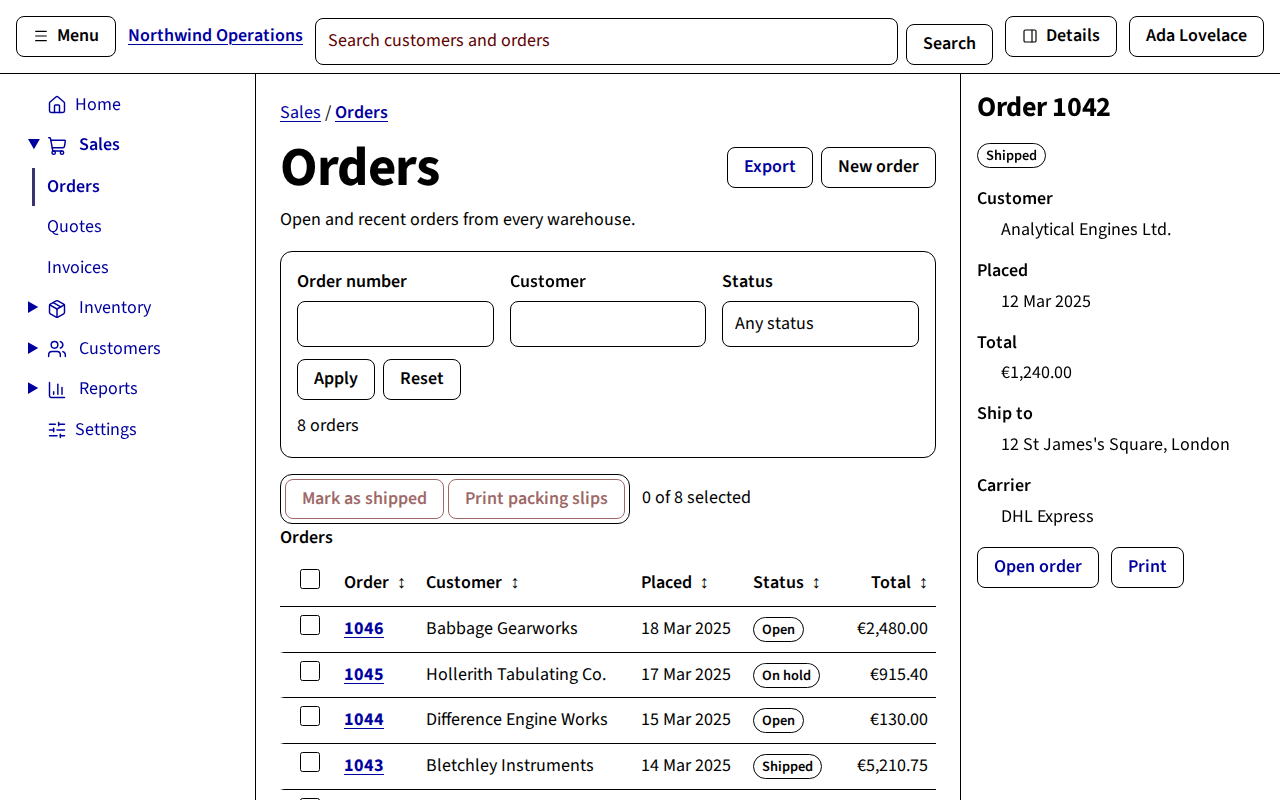 Menu
Northwind Operations
Search customers and orders
Search
Details
Ada Lovelace
Home
Sales
Orders
Quotes
Invoices
Inventory
Customers
Reports
Settings
Sales / Orders
Orders
Export
New order
Open and recent orders from every warehouse.
Order number
Customer
Status
Any status
Apply
Reset
8 orders
Mark as shipped
Print packing slips
0 of 8 selected
Orders
Order ↕ Customer ↕ Placed ↕ Status ↕ Total ↕
1046 Babbage Gearworks 18 Mar 2025 Open €2,480.00
1045 Hollerith Tabulating Co. 17 Mar 2025 On hold €915.40
1044 Difference Engine Works 15 Mar 2025 Open €130.00
1043 Bletchley Instruments 14 Mar 2025 Shipped €5,210.75
Order 1042
Shipped
Customer
Analytical Engines Ltd.
Placed
12 Mar 2025
Total
€1,240.00
Ship to
12 St James's Square, London
Carrier
DHL Express
Open order
Print